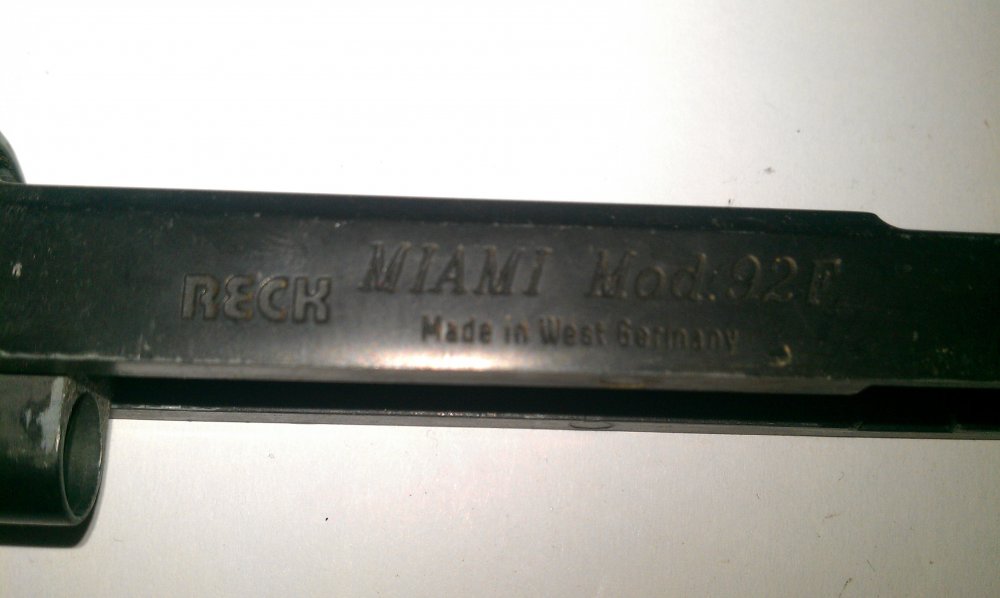 RECK MIAMI Mod.:92F
Made in West Germany